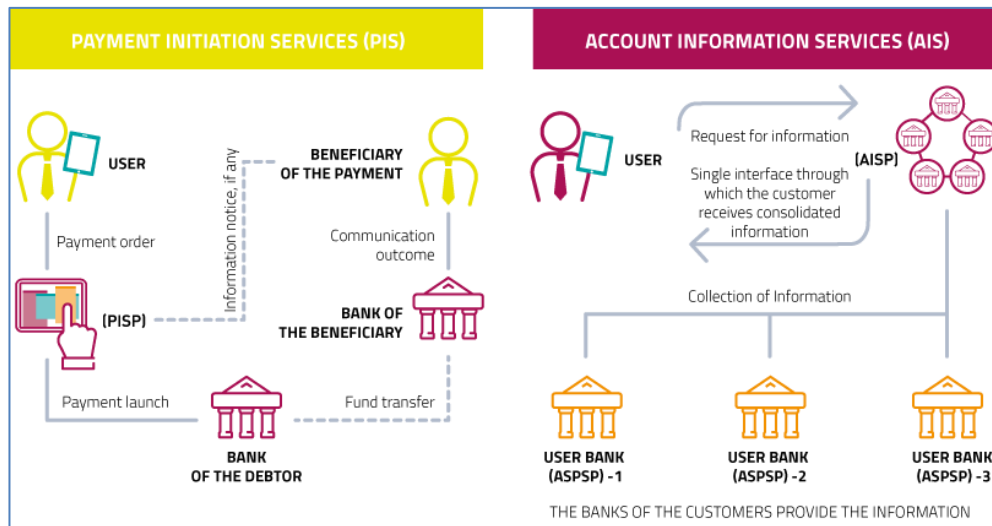 PAYMENT INITIATION SERVICES (PIS)
USER
BENEFICIARY
OF THE PAYMENT
Information notice, if any
Payment order
Communication
outcome
(PISP)
BANK OF
THE BENEFICIARY
Payment launch
Fund transfer
BANK
OF THE DEBTOR
ACCOUNT INFORMATION SERVICES (AIS)
USER
Request for information
(AISP)
Single interface through
which the customer
receives consolidated
information
Collection of Information
USER BANK
(ASPSP) -1
USER BANK
(ASPSP) -2
USER BANK
(ASPSP) -3
THE BANKS OF THE CUSTOMERS PROVIDE THE INFORMATION